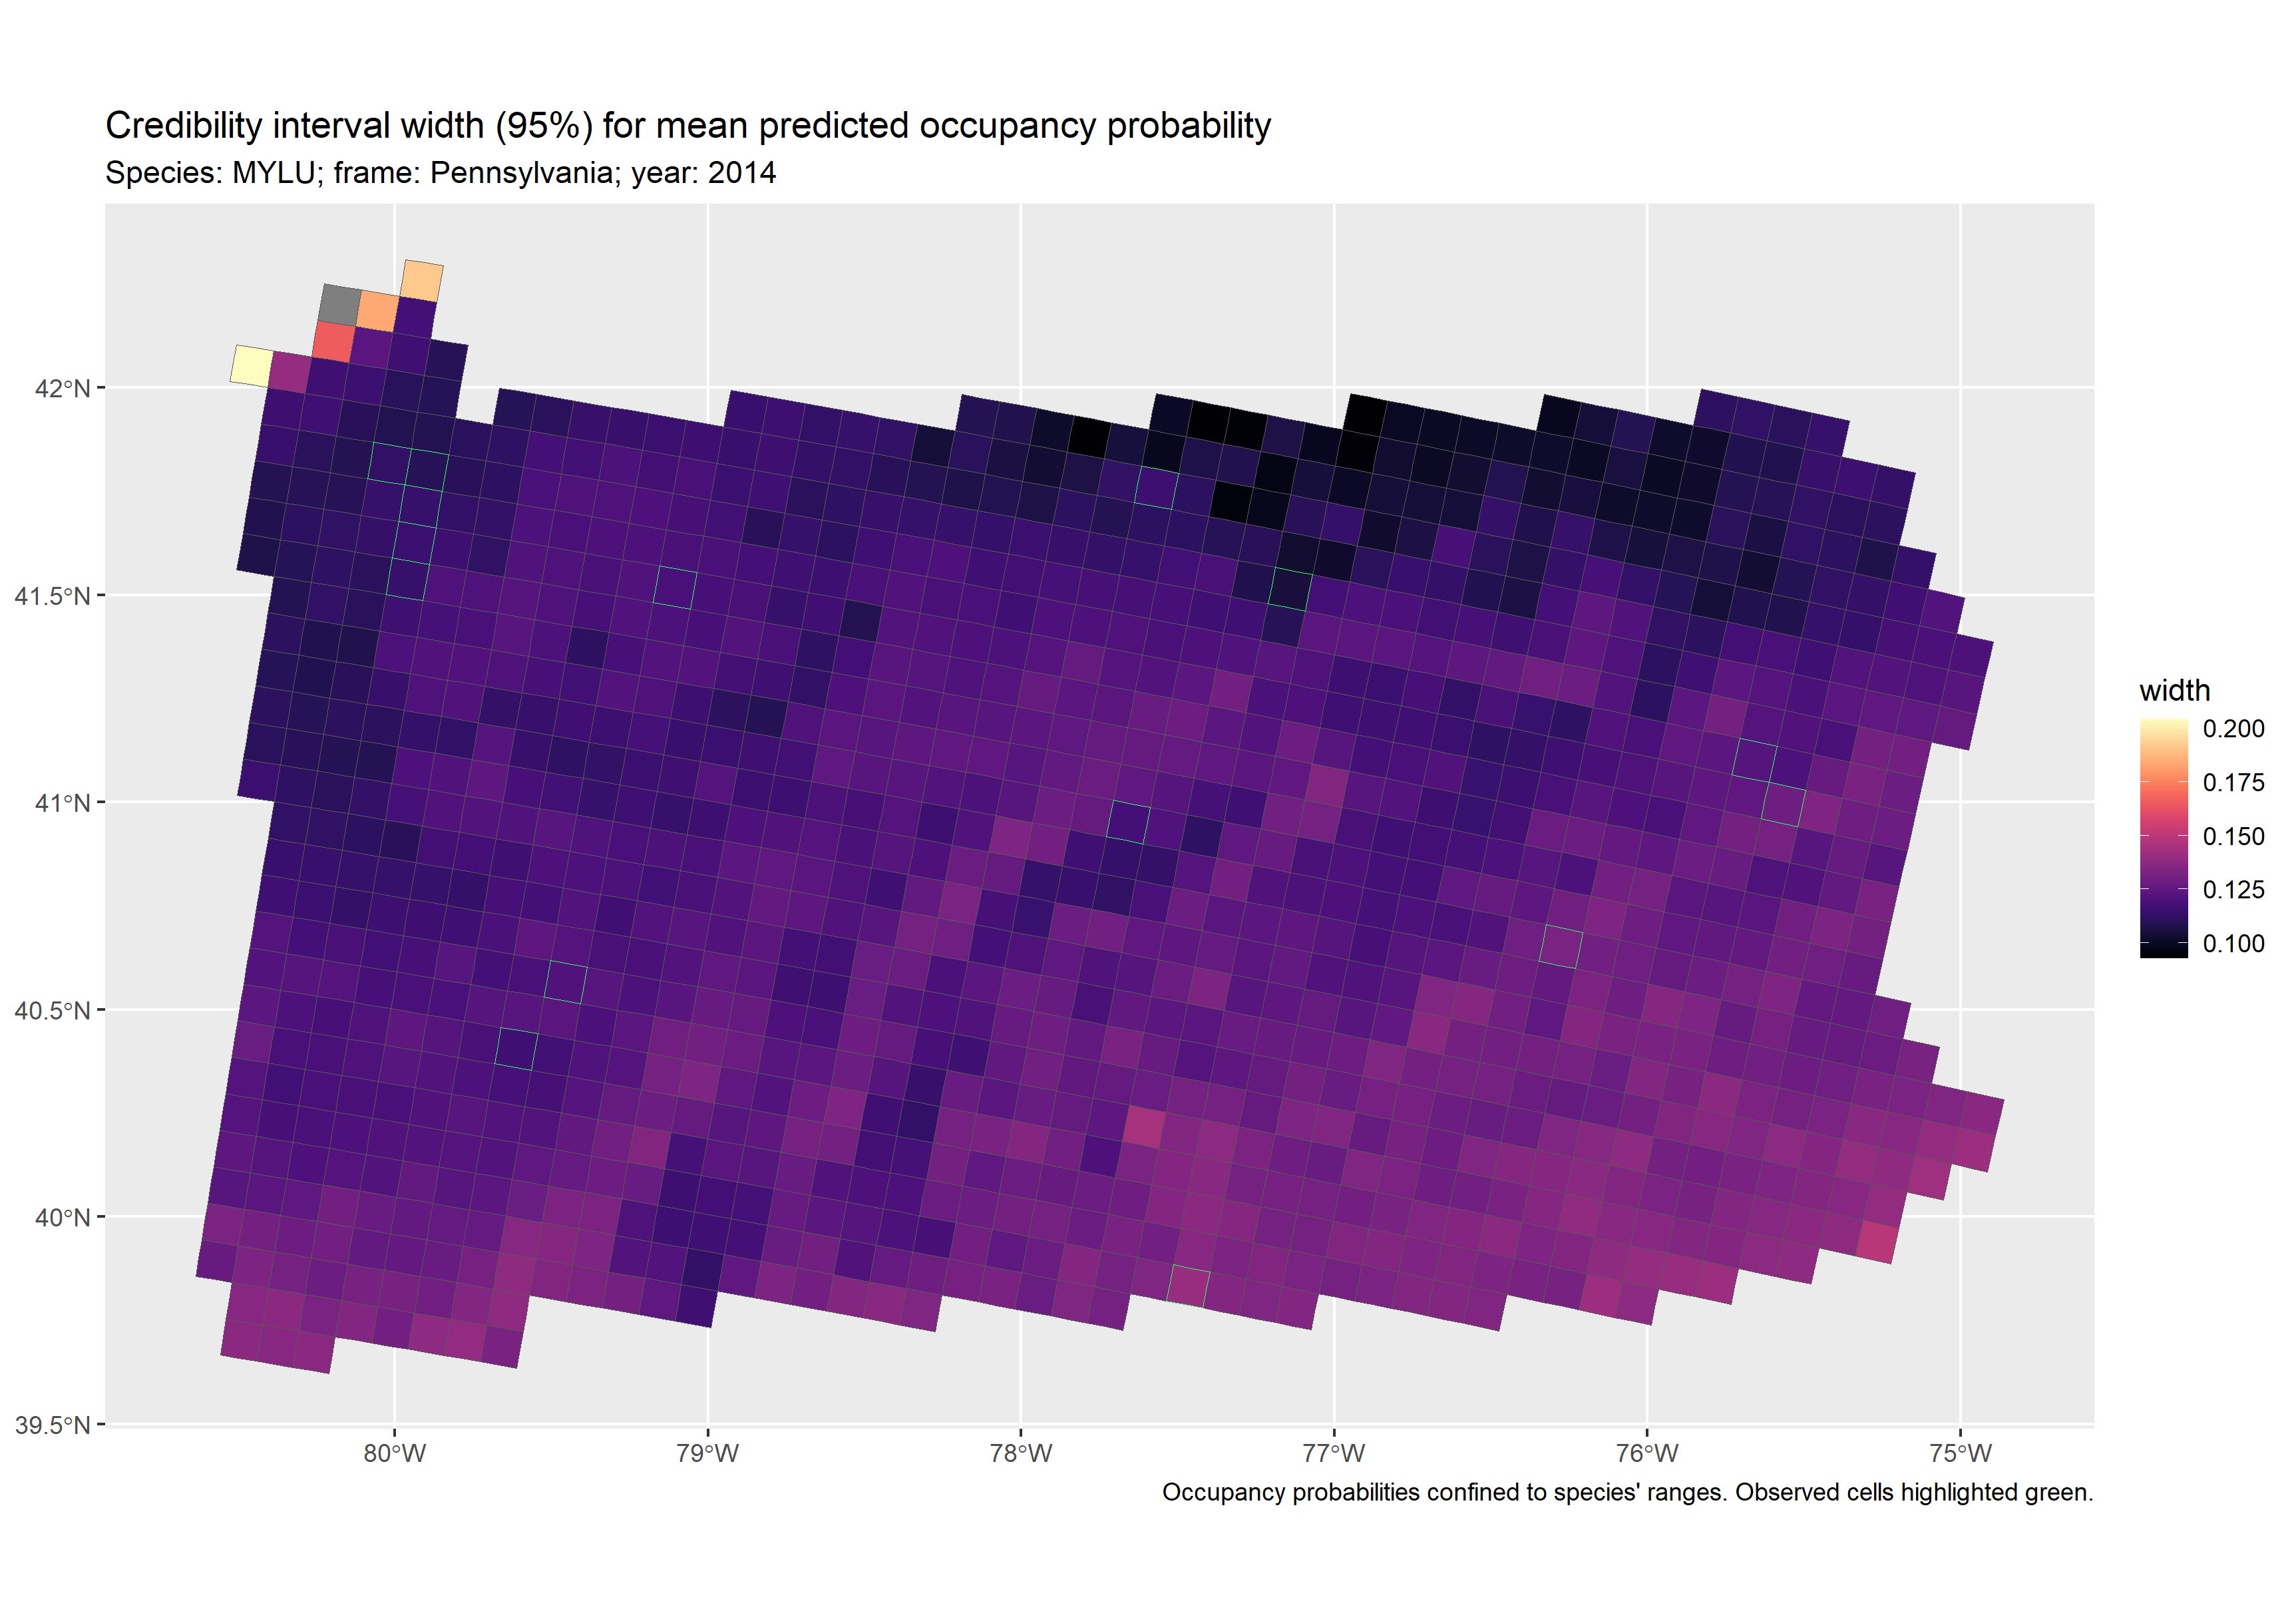 Credibility interval width (95%) for mean predicted occupancy probability
Species: MYLU; frame: Pennsylvania; year: 2014
42°N
41.5°N
41°N
40.5°N
40°N
39.5°N
80°W 79°W 78°W 77°W 76°W 75°W
width
0.200
0.175
0.150
0.125
0.100
Occupancy probabilities confined to species' ranges. Observed cells highlighted green.